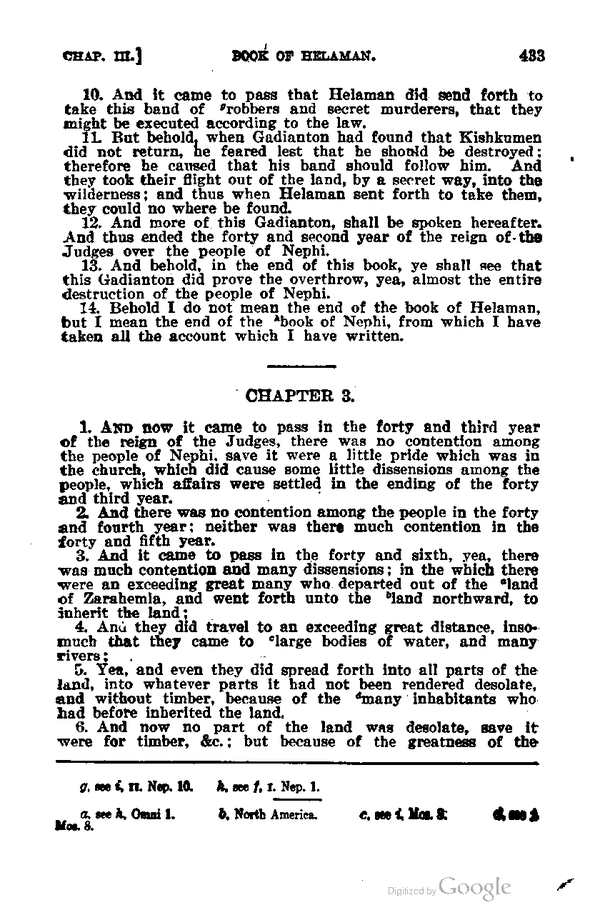 CHAP. III.] BOOK OF HELAMAN. 433
10. And it came to pass that Helaman did send forth to
take this band of ᵍrobbers and secret murderers, that they
might be executed according to the law.
11. But behold, when Gadianton had found that Kishkumen
did not return, he feared lest that he should be destroyed;
therefore he caused that his band should follow him. And
they took their flight out of the land, by a secret way, into the
wilderness; and thus when Helaman sent forth to take them,
they could no where be found.
12. And more of this Gadianton, shall be spoken hereafter.
And thus ended the forty and second year of the reign of the
Judges over the people of Nephi.
13. And behold, in the end of this book, ye shall see that
this Gadianton did prove the overthrow, yea, almost the entire
destruction of the people of Nephi.
14. Behold I do not mean the end of the book of Helaman,
but I mean the end of the ʰbook of Nephi, from which I have
taken all the account which I have written.
CHAPTER 3.
1. AND now it came to pass in the forty and third year
of the reign of the Judges, there was no contention among
the people of Nephi, save it were a little pride which was in
the church, which did cause some little dissensions among the
people, which affairs were settled in the ending of the forty
and third year.
2. And there was no contention among the people in the forty
and fourth year; neither was there much contention in the
forty and fifth year.
3. And it came to pass in the forty and sixth, yea, there
was much contention and many dissensions; in the which there
were an exceeding great many who departed out of the ᵃland
of Zarahemla, and went forth unto the ᵇland northward, to
inherit the land;
4. And they did travel to an exceeding great distance, inso-
much that they came to ᶜlarge bodies of water, and many
rivers;
5. Yea, and even they did spread forth into all parts of the
land, into whatever parts it had not been rendered desolate,
and without timber, because of the ᵈmany inhabitants who
had before inherited the land.
6. And now no part of the land was desolate, save it
were for timber, &c.; but because of the greatness of the
g, see i, II. Nep. 10. h, see f, I. Nep. 1.
a, see h, Omni 1. b, North America. c, see i, Mos. 8. d, see
Mos. 8.
Digitized by Google